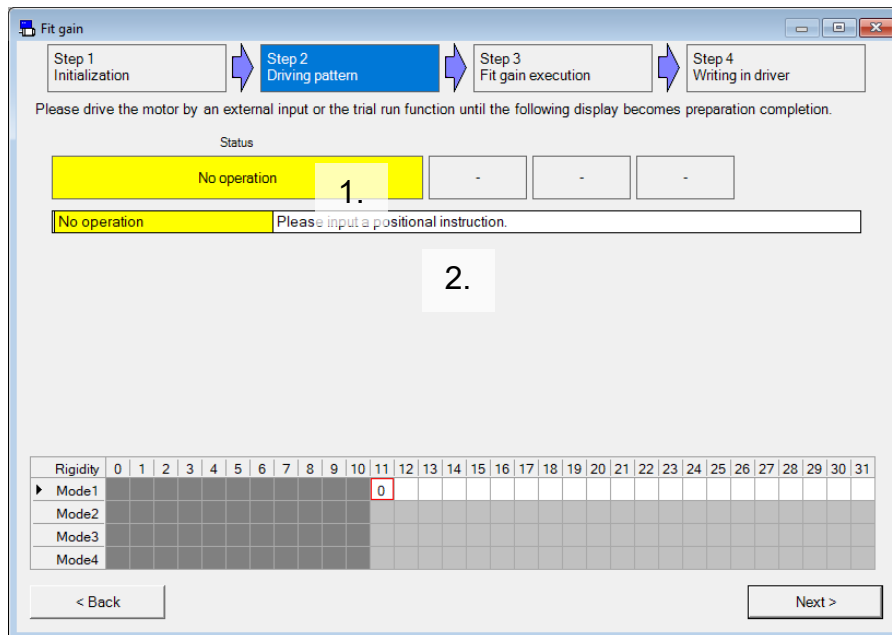 Fit gain
Step 1
Initialization
Step 2
Driving pattern
Step 3
Fit gain execution
Step 4
Writing in driver
Please drive the motor by an external input or the trial run function until the following display becomes preparation completion.
Status
No operation - - -
1.
No operation Please input a positional instruction.
2.
Rigidity 0 1 2 3 4 5 6 7 8 9 10 11 12 13 14 15 16 17 18 19 20 21 22 23 24 25 26 27 28 29 30 31
Mode1 0
Mode2
Mode3
Mode4
< Back Next >